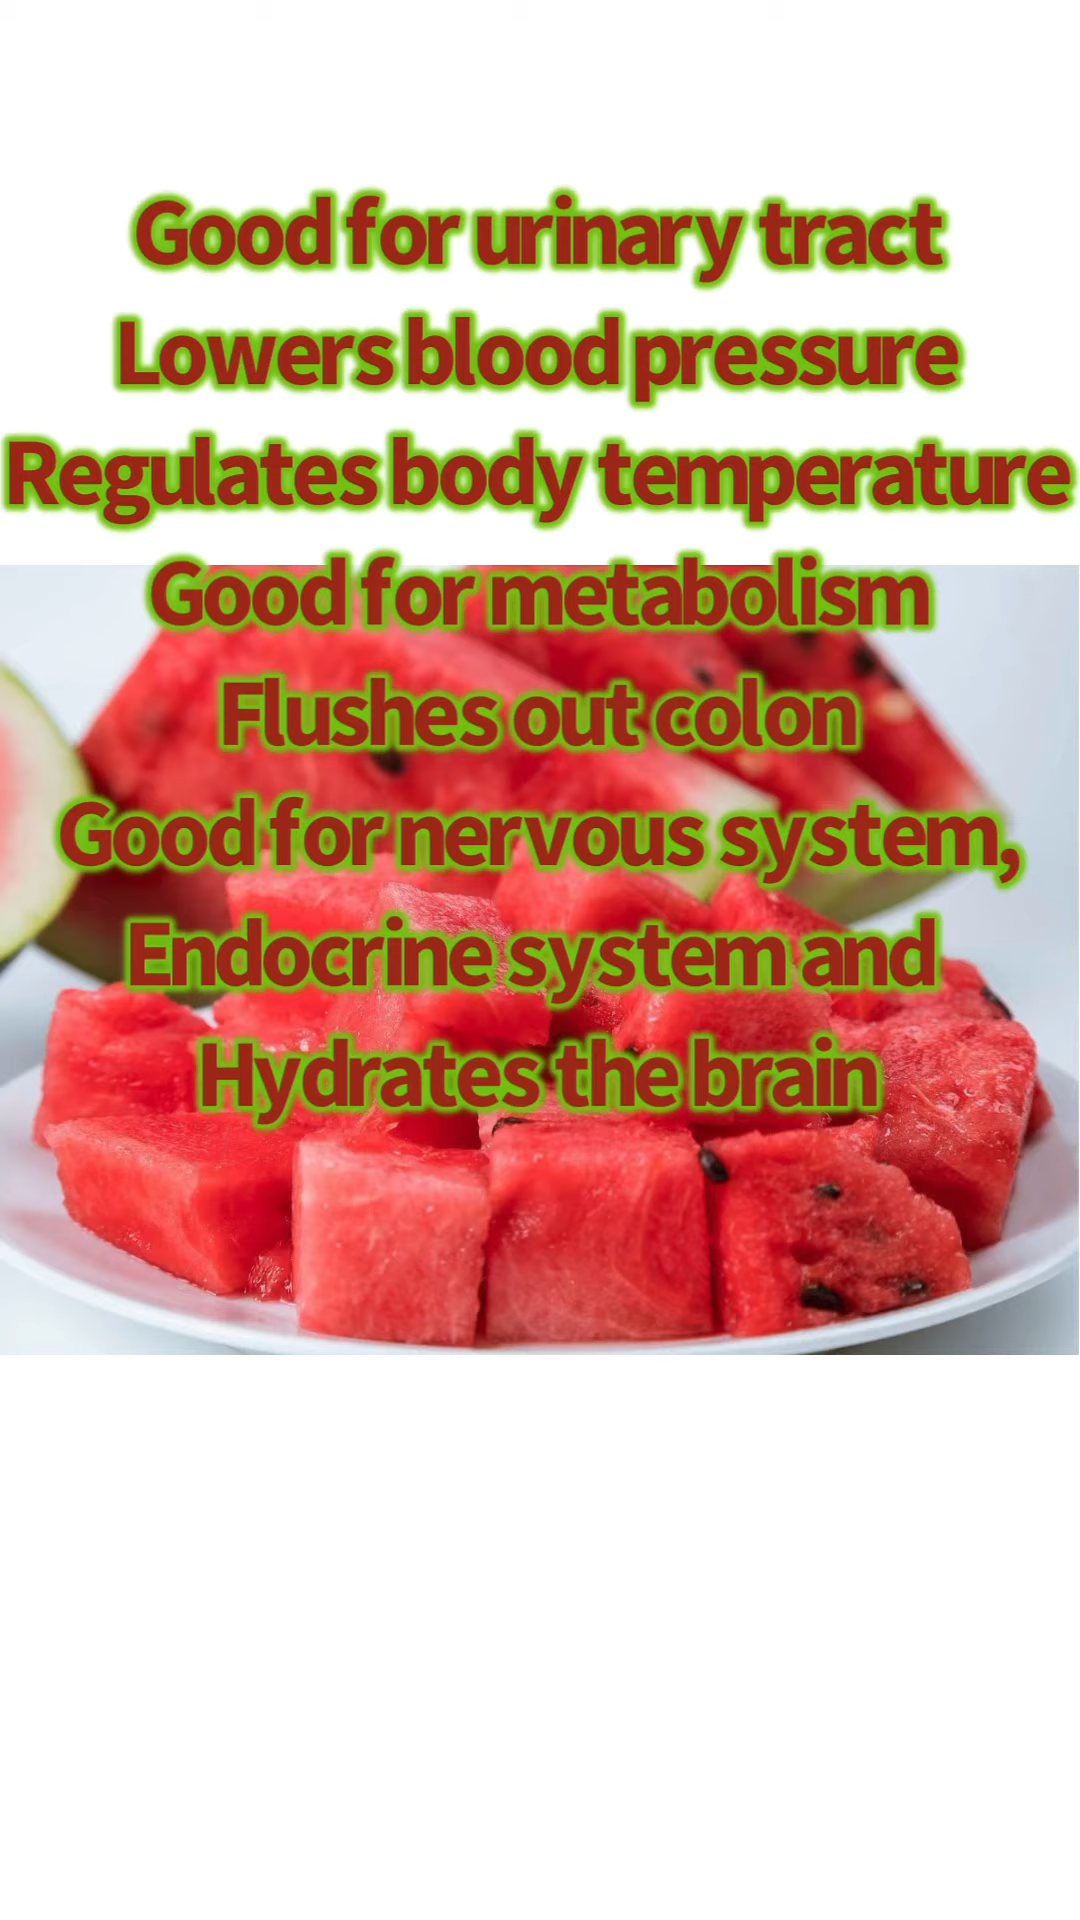 Good for urinary tract
Lowers blood pressure
Regulates body temperature
Good for metabolism
Flushes out colon
Good for nervous system,
Endocrine system and
Hydrates the brain